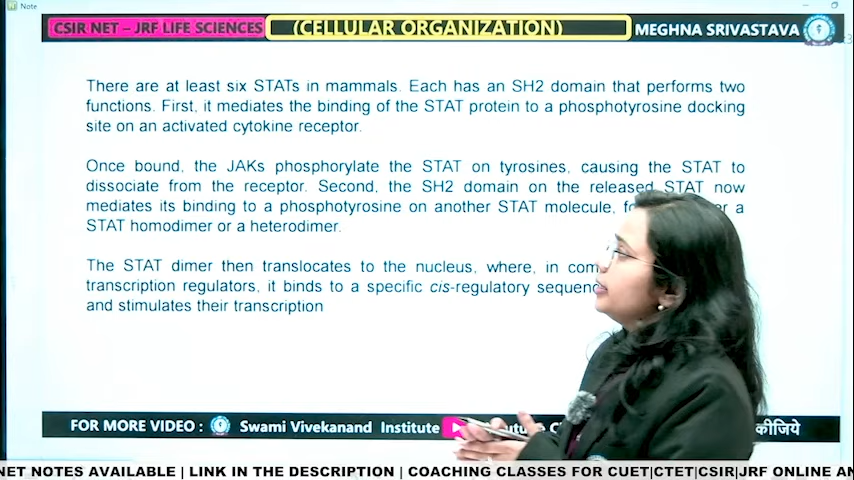 Note
CSIR NET – JRF LIFE SCIENCES (CELLULAR ORGANIZATION) MEGHNA SRIVASTAVA
There are at least six STATs in mammals. Each has an SH2 domain that performs two
functions. First, it mediates the binding of the STAT protein to a phosphotyrosine docking
site on an activated cytokine receptor.
Once bound, the JAKs phosphorylate the STAT on tyrosines, causing the STAT to
dissociate from the receptor. Second, the SH2 domain on the released STAT now
mediates its binding to a phosphotyrosine on another STAT molecule, a
STAT homodimer or a heterodimer.
The STAT dimer then translocates to the nucleus, where, in
transcription regulators, it binds to a specific cis-regulatory
and stimulates their transcription
FOR MORE VIDEO : Swami Vivekanand Institute कीजिये
NET NOTES AVAILABLE | LINK IN THE DESCRIPTION | COACHING CLASSES FOR CUET|CTET|CSIR|JRF ONLINE